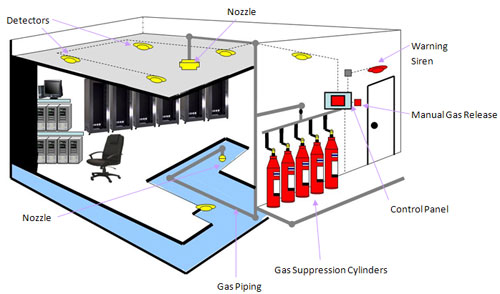 Nozzle
Detectors
Warning
Siren
Manual Gas Release
Nozzle
Control Panel
Gas Suppression Cylinders
Gas Piping